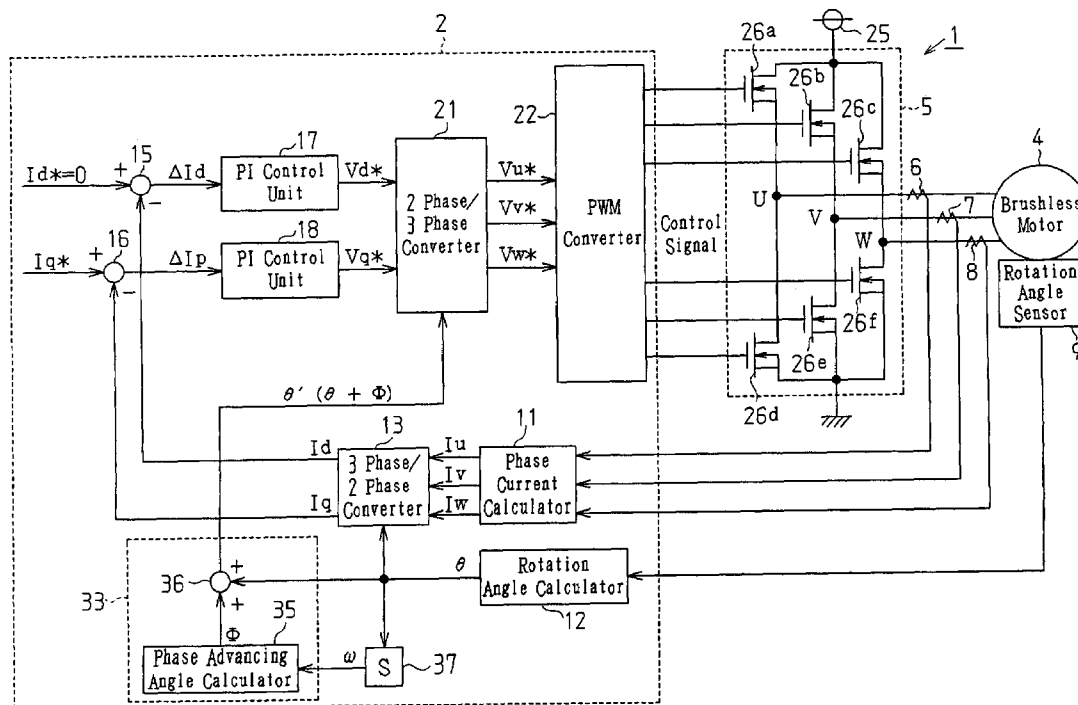 2
26a
25
1
26b
5
21
22
26c
4
15
17
6
Id*=0
+
−
ΔId
PI Control
Unit
Vd*
2 Phase/
3 Phase
Converter
Vu*
Vv*
Vw*
PWM
Converter
Control
Signal
U
V
W
7
8
Brushless
Motor
16
18
Iq*
+
−
ΔIp
PI Control
Unit
Vq*
Rotation
Angle
Sensor
9
26f
26e
26d
θ' (θ + Φ)
13
11
Id
Iq
3 Phase/
2 Phase
Converter
Iu
Iv
Iw
Phase
Current
Calculator
36
+
+
θ
Rotation
Angle Calculator
12
33
35
Φ
Phase Advancing
Angle Calculator
ω
S
37